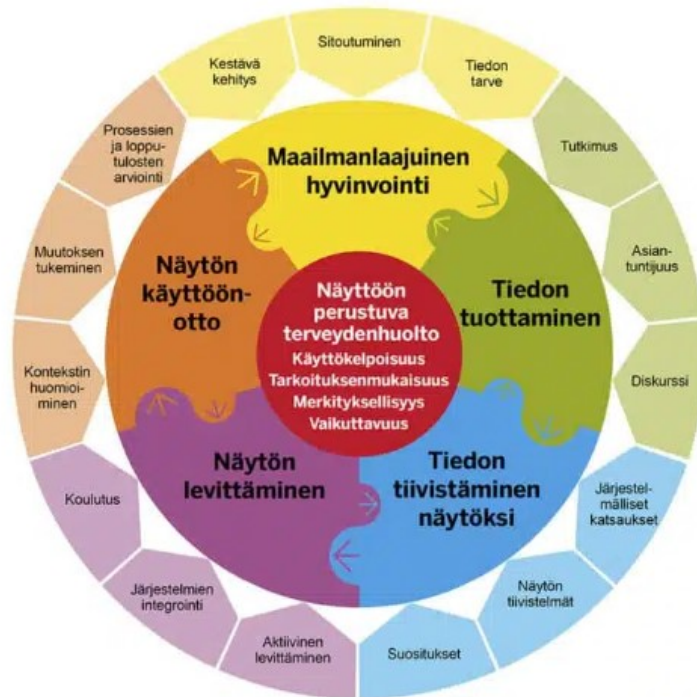 Sitoutuminen
Tiedon
tarve
Tutkimus
Asian-
tuntijuus
Diskurssi
Järjestel-
mälliset
katsaukset
Näytön
tiivistelmät
Suositukset
Aktiivinen
levittäminen
Järjestelmien
integrointi
Koulutus
Kontekstin
huomioi-
minen
Muutoksen
tukeminen
Prosessien
ja loppu-
tulosten
arviointi
Kestävä
kehitys
Maailmanlaajuinen
hyvinvointi
Tiedon
tuottaminen
Tiedon
tiivistäminen
näytöksi
Näytön
levittäminen
Näytön
käyttöön-
otto
Näyttöön
perustuva
terveydenhuolto
Käyttökelpoisuus
Tarkoituksenmukaisuus
Merkityksellisyys
Vaikuttavuus